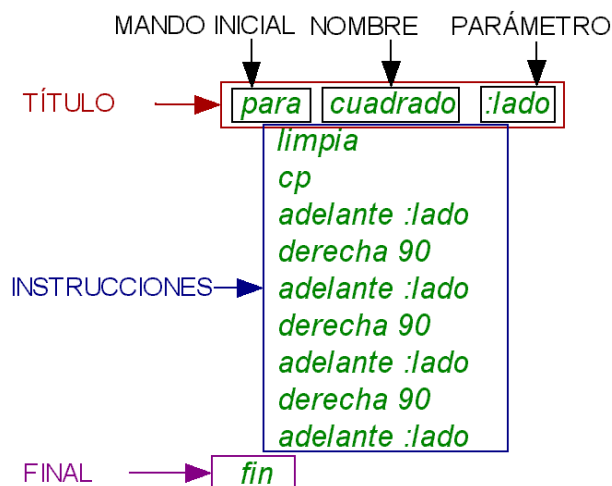 MANDO INICIAL NOMBRE PARÁMETRO
TÍTULO para cuadrado :lado
limpia
cp
adelante :lado
derecha 90
INSTRUCCIONES adelante :lado
derecha 90
adelante :lado
derecha 90
adelante :lado
FINAL fin